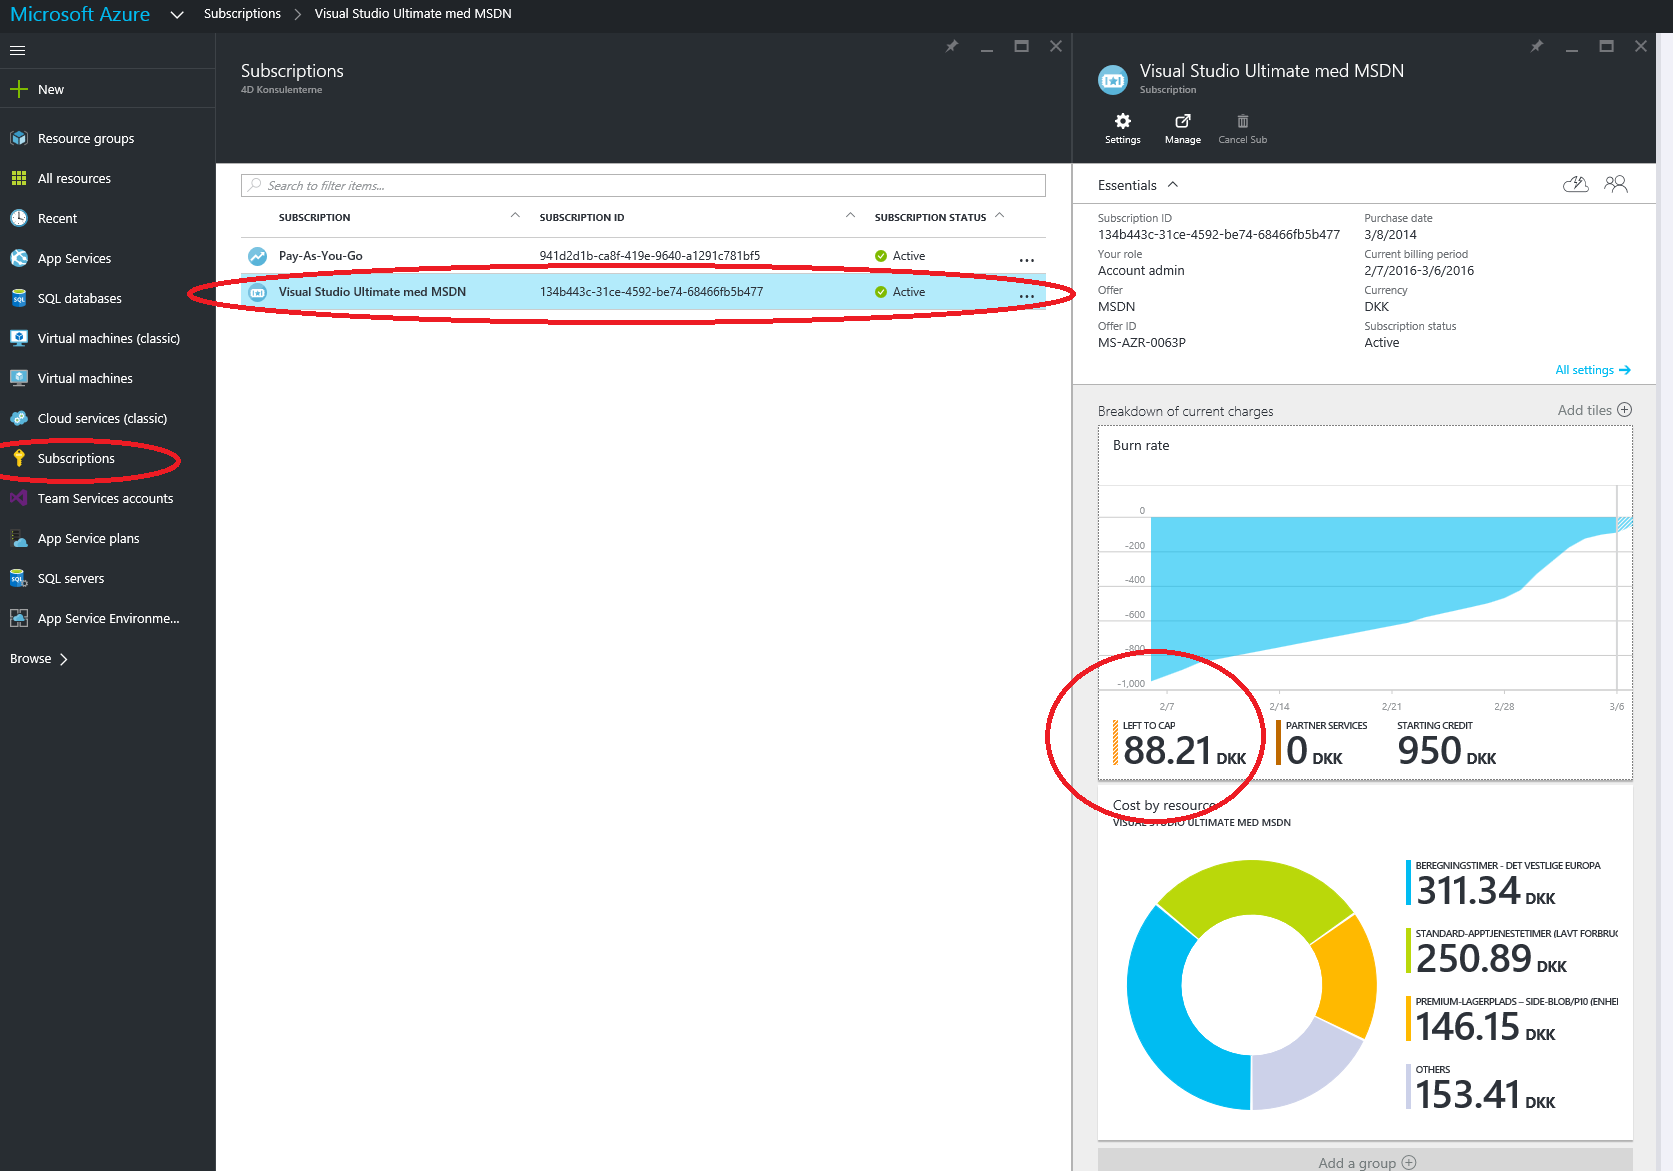 Microsoft Azure
Subscriptions
Visual Studio Ultimate med MSDN
New
Resource groups
All resources
Recent
App Services
SQL databases
Virtual machines (classic)
Virtual machines
Cloud services (classic)
Subscriptions
Team Services accounts
App Service plans
SQL servers
App Service Environme...
Browse
Subscriptions
4D Konsulenterne
Search to filter items...
SUBSCRIPTION SUBSCRIPTION ID SUBSCRIPTION STATUS
Pay-As-You-Go 941d2d1b-ca8f-419e-9640-a1291c781bf5 Active ...
Visual Studio Ultimate med MSDN 134b443c-31ce-4592-be74-68466fb5b477 Active ...
Visual Studio Ultimate med MSDN
Subscription
Settings Manage Cancel Sub
Essentials
Subscription ID
134b443c-31ce-4592-be74-68466fb5b477
Your role
Account admin
Offer
MSDN
Offer ID
MS-AZR-0063P
Purchase date
3/8/2014
Current billing period
2/7/2016-3/6/2016
Currency
DKK
Subscription status
Active
All settings
Breakdown of current charges
Add tiles
Burn rate
0
-200
-400
-600
-800
-1,000
2/7 2/14 2/21 2/28 3/6
LEFT TO CAP
88.21 DKK
PARTNER SERVICES
0 DKK
STARTING CREDIT
950 DKK
Cost by resource
VISUAL STUDIO ULTIMATE MED MSDN
BEREGNINGSTIMER - DET VESTLIGE EUROPA
311.34 DKK
STANDARD-APPTJENESTETIMER (LAVT FORBRUG
250.89 DKK
PREMIUM-LAGERPLADS – SIDE-BLOB/P10 (ENHE
146.15 DKK
OTHERS
153.41 DKK
Add a group